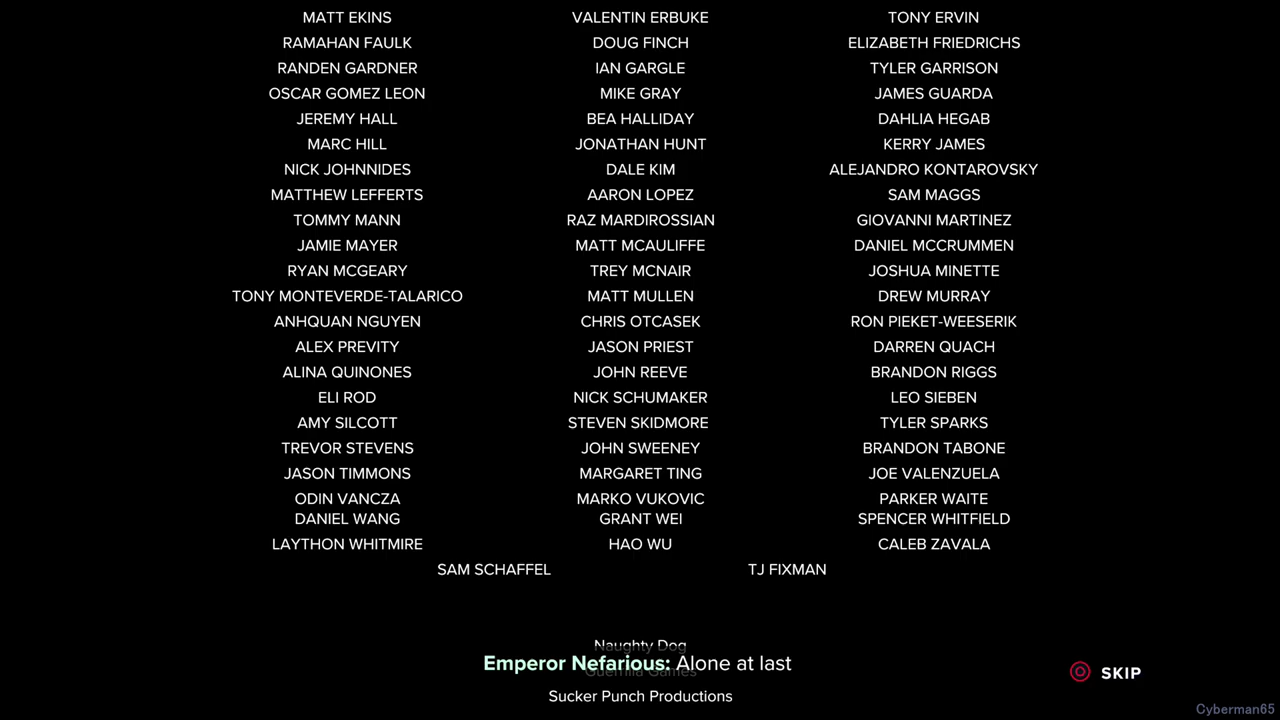 MATT EKINS VALENTIN ERBUKE TONY ERVIN
RAMAHAN FAULK DOUG FINCH ELIZABETH FRIEDRICHS
RANDEN GARDNER IAN GARGLE TYLER GARRISON
OSCAR GOMEZ LEON MIKE GRAY JAMES GUARDA
JEREMY HALL BEA HALLIDAY DAHLIA HEGAB
MARC HILL JONATHAN HUNT KERRY JAMES
NICK JOHNNIDES DALE KIM ALEJANDRO KONTAROVSKY
MATTHEW LEFFERTS AARON LOPEZ SAM MAGGS
TOMMY MANN RAZ MARDIROSSIAN GIOVANNI MARTINEZ
JAMIE MAYER MATT MCAULIFFE DANIEL MCCRUMMEN
RYAN MCGEARY TREY MCNAIR JOSHUA MINETTE
TONY MONTEVERDE-TALARICO MATT MULLEN DREW MURRAY
ANHQUAN NGUYEN CHRIS OTCASEK RON PIEKET-WEESERIK
ALEX PREVITY JASON PRIEST DARREN QUACH
ALINA QUINONES JOHN REEVE BRANDON RIGGS
ELI ROD NICK SCHUMAKER LEO SIEBEN
AMY SILCOTT STEVEN SKIDMORE TYLER SPARKS
TREVOR STEVENS JOHN SWEENEY BRANDON TABONE
JASON TIMMONS MARGARET TING JOE VALENZUELA
ODIN VANCZA MARKO VUKOVIC PARKER WAITE
DANIEL WANG GRANT WEI SPENCER WHITFIELD
LAYTHON WHITMIRE HAO WU CALEB ZAVALA
SAM SCHAFFEL TJ FIXMAN
Naughty Dog
Emperor Nefarious: Alone at last
Guerrilla Games
SKIP
Sucker Punch Productions
Cyberman65